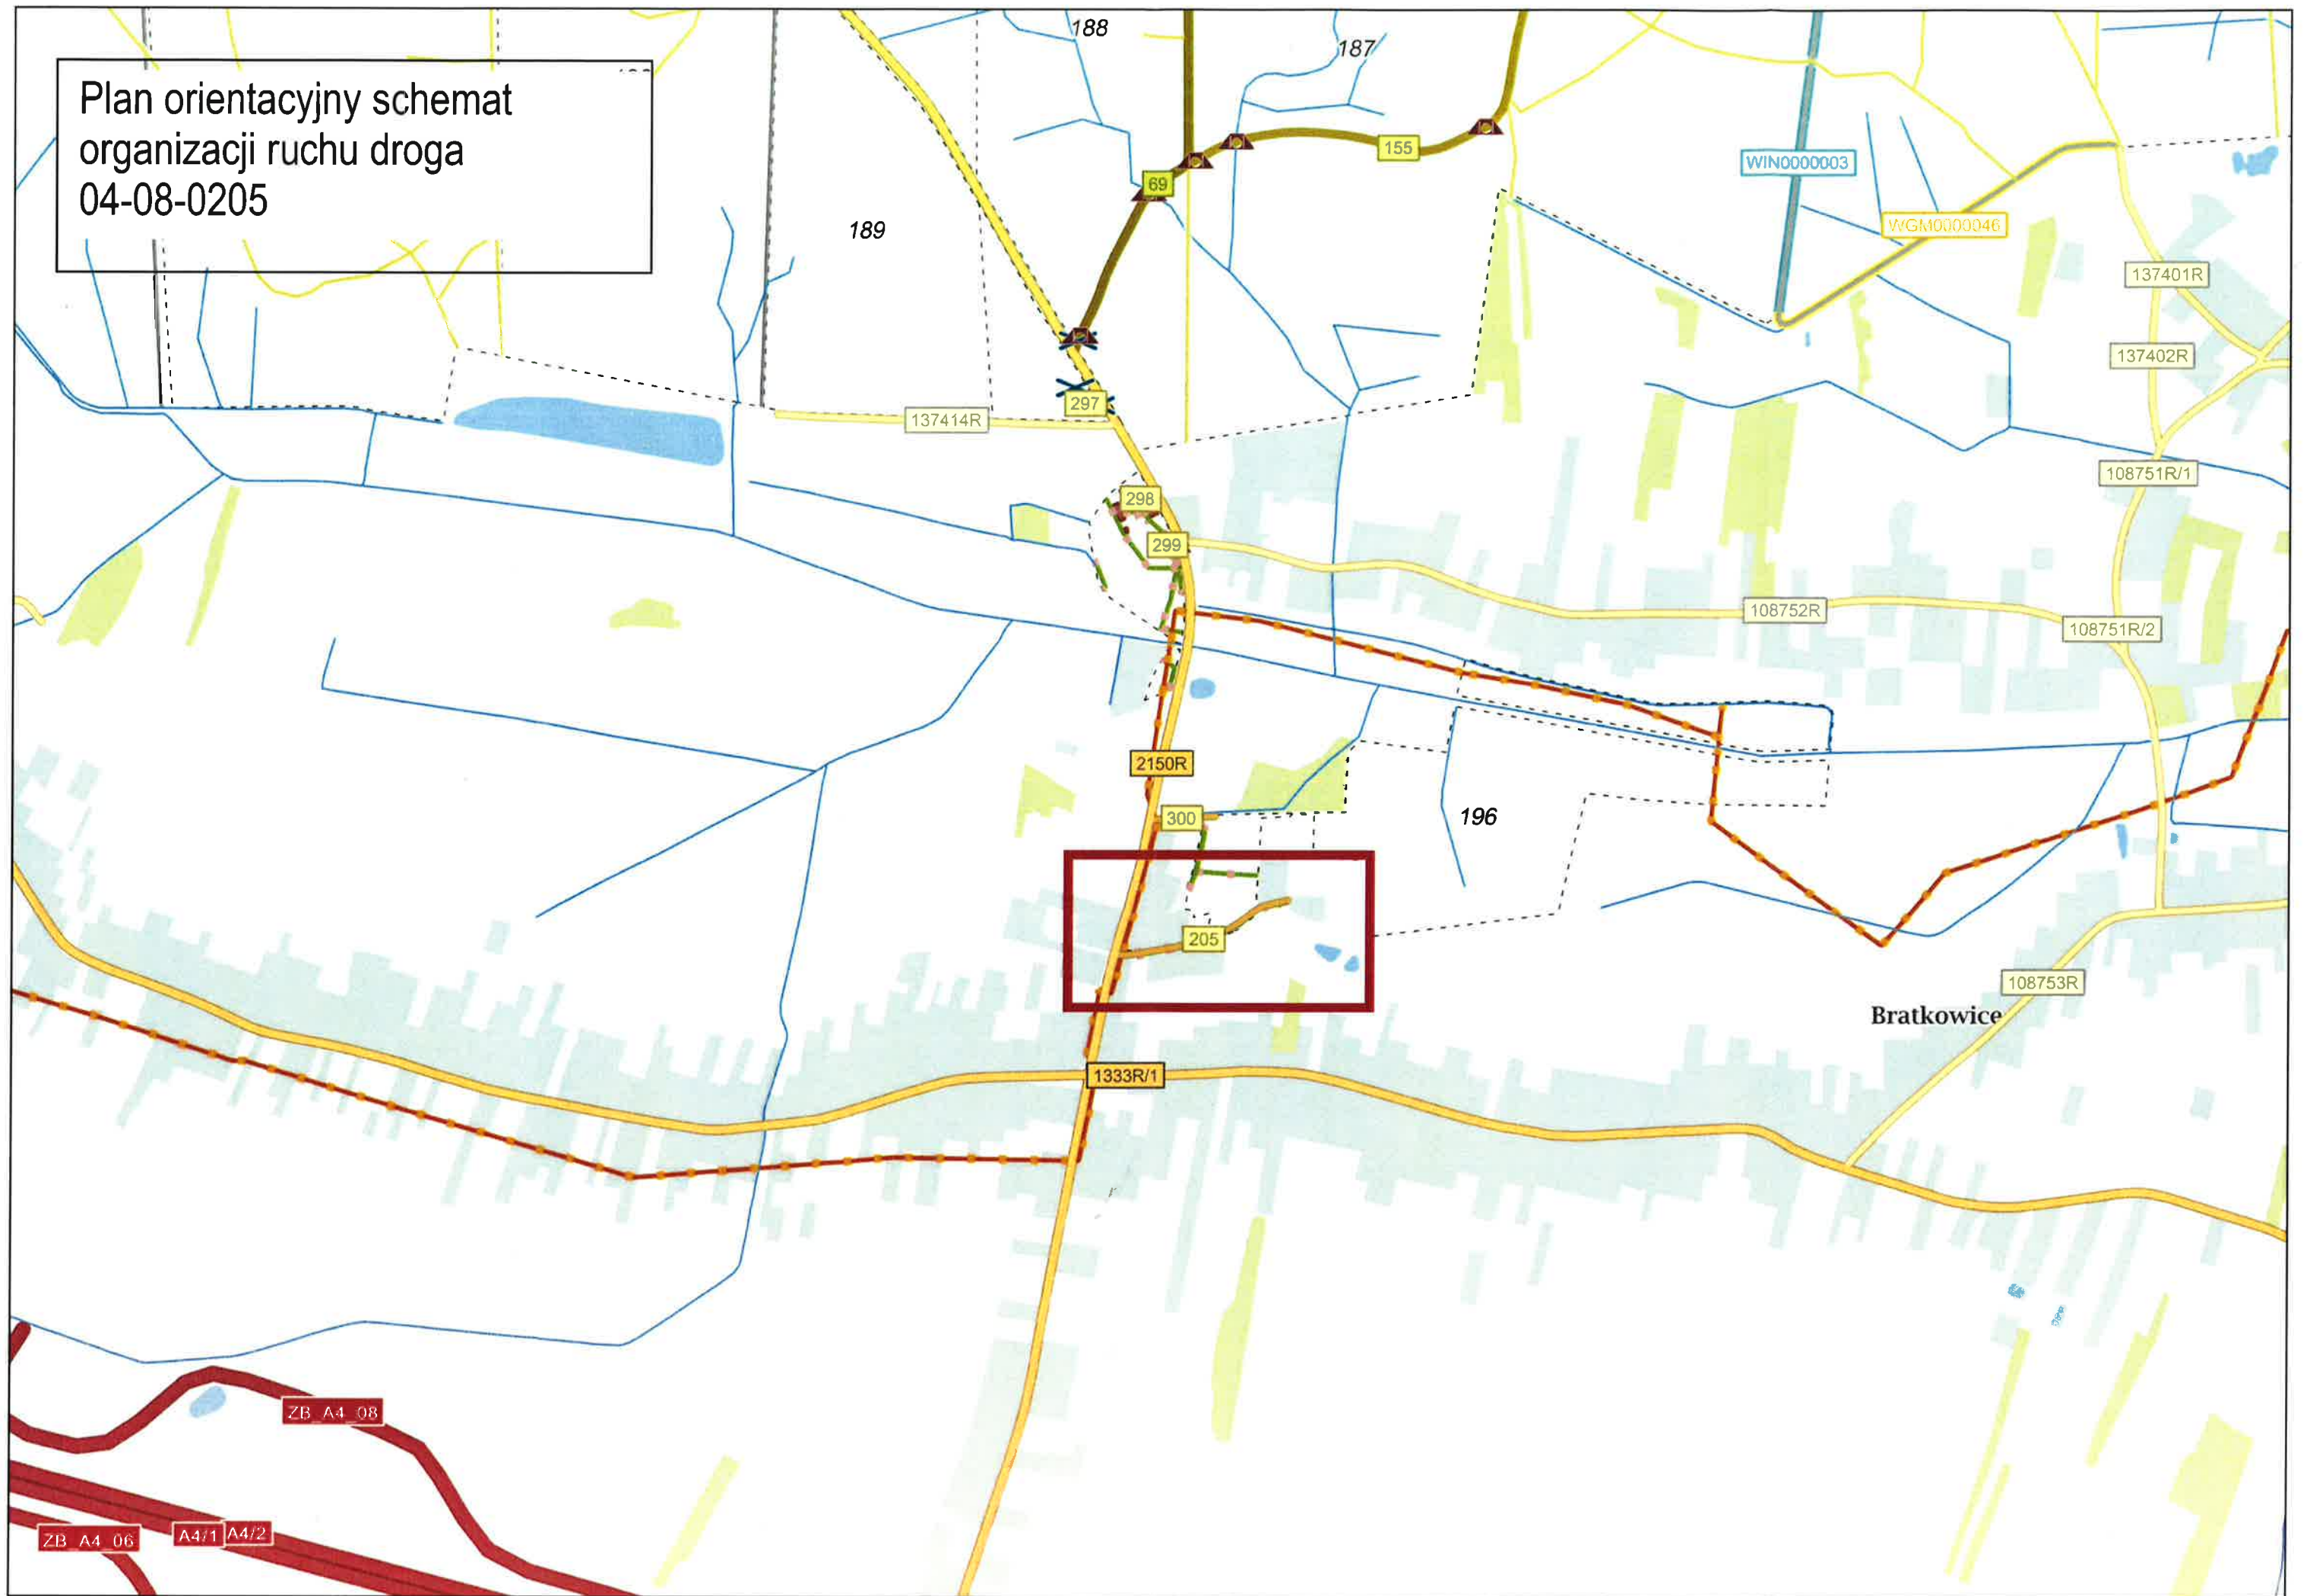 Plan orientacyjny schemat
organizacji ruchu droga
04-08-0205
188
187
155
69
189
WIN0000003
WGM0000046
137401R
137402R
297
137414R
108751R/1
298
299
108752R
108751R/2
2150R
300
196
205
108753R
Bratkowice
1333R/1
ZB_A4_08
ZB_A4_06
A4/1
A4/2